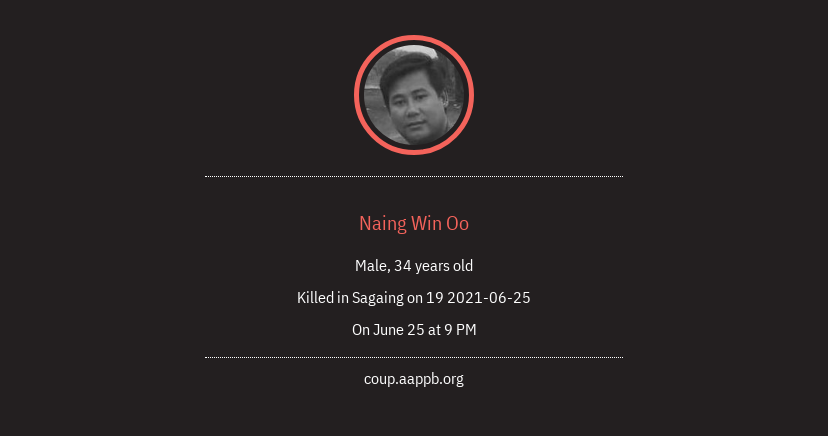 Naing Win Oo
Male, 34 years old
Killed in Sagaing on 19 2021-06-25
On June 25 at 9 PM
coup.aappb.org